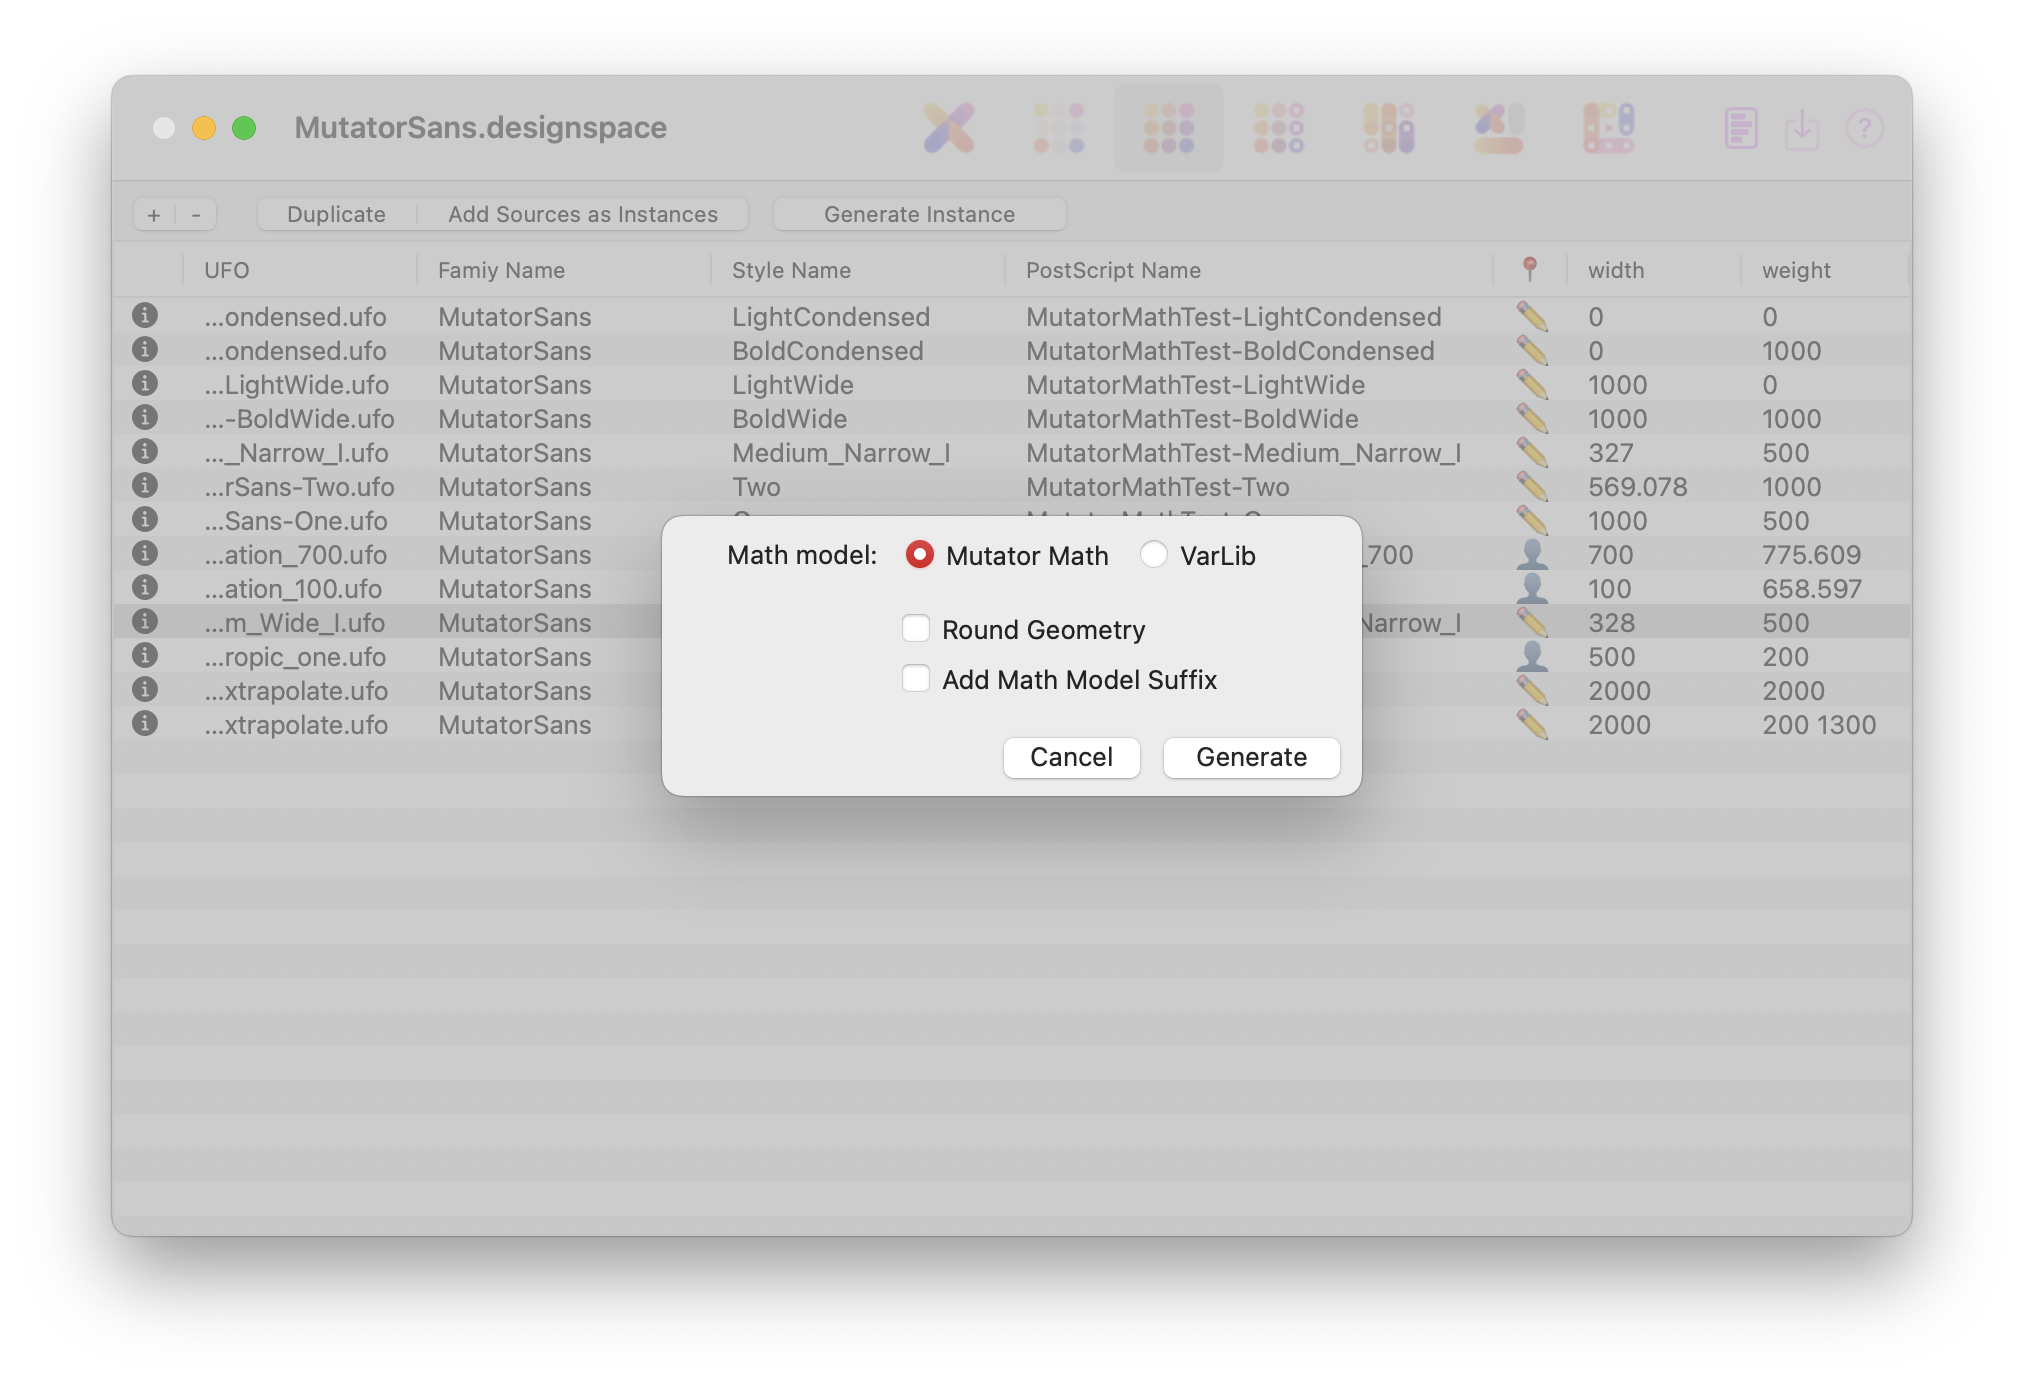 MutatorSans.designspace
?
+ - Duplicate Add Sources as Instances Generate Instance
UFO Famiy Name Style Name PostScript Name width weight
...ondensed.ufo MutatorSans LightCondensed MutatorMathTest-LightCondensed 0 0
...ondensed.ufo MutatorSans BoldCondensed MutatorMathTest-BoldCondensed 0 1000
...LightWide.ufo MutatorSans LightWide MutatorMathTest-LightWide 1000 0
...-BoldWide.ufo MutatorSans BoldWide MutatorMathTest-BoldWide 1000 1000
..._Narrow_I.ufo MutatorSans Medium_Narrow_I MutatorMathTest-Medium_Narrow_I 327 500
...rSans-Two.ufo MutatorSans Two MutatorMathTest-Two 569.078 1000
...Sans-One.ufo MutatorSans 1000 500
...ation_700.ufo MutatorSans _700 700 775.609
...ation_100.ufo MutatorSans 100 658.597
...m_Wide_I.ufo MutatorSans Narrow_I 328 500
...ropic_one.ufo MutatorSans 500 200
...xtrapolate.ufo MutatorSans 2000 2000
...xtrapolate.ufo MutatorSans 2000 200 1300
Math model: Mutator Math VarLib
Round Geometry
Add Math Model Suffix
Cancel Generate